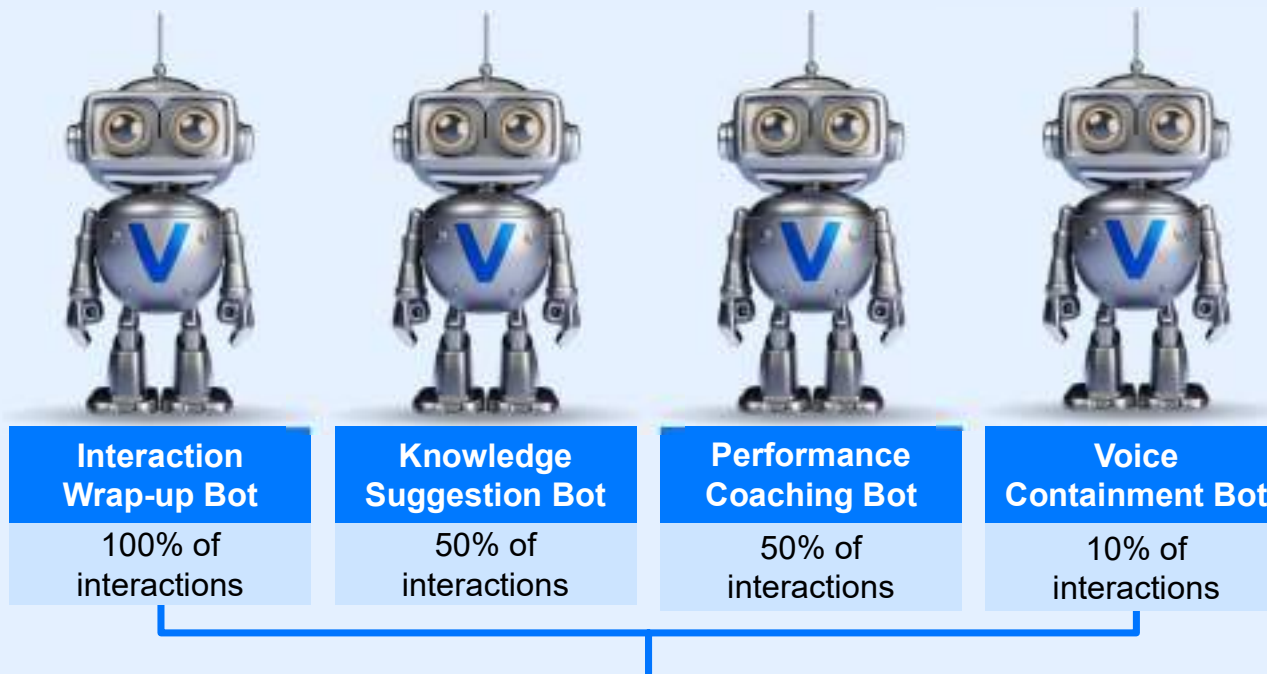 V
V
V
V
Interaction
Wrap-up Bot
100% of
interactions
Knowledge
Suggestion Bot
50% of
interactions
Performance
Coaching Bot
50% of
interactions
Voice
Containment Bot
10% of
interactions